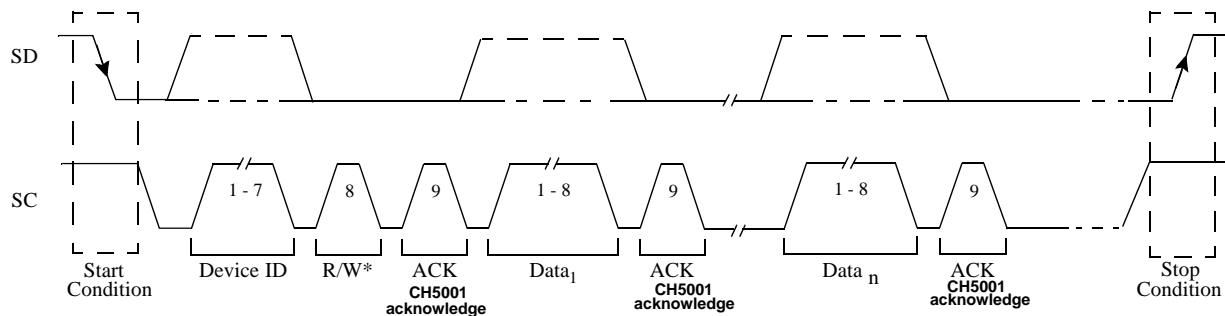 SD
SC
1 - 7
8
9
1 - 8
9
1 - 8
9
Start
Condition
Device ID
R/W*
ACK
CH5001
acknowledge
Data1
ACK
CH5001
acknowledge
Data n
ACK
CH5001
acknowledge
Stop
Condition